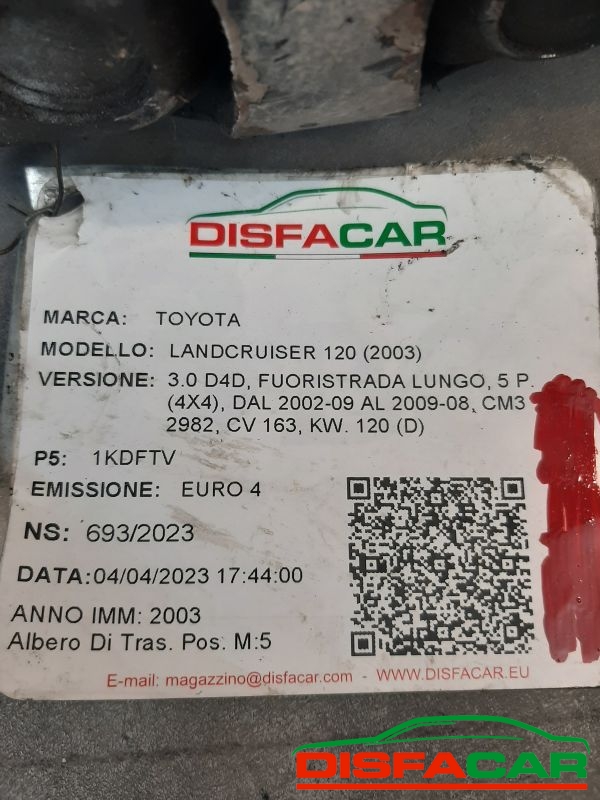 DISFACAR
MARCA: TOYOTA
MODELLO: LANDCRUISER 120 (2003)
VERSIONE: 3.0 D4D, FUORISTRADA LUNGO, 5 P.
(4X4), DAL 2002-09 AL 2009-08, CM3
2982, CV 163, KW. 120 (D)
P5: 1KDFTV
EMISSIONE: EURO 4
NS: 693/2023
DATA:04/04/2023 17:44:00
ANNO IMM: 2003
Albero Di Tras. Pos. M:5
E-mail: magazzino@disfacar.com - WWW.DISFACAR.EU
DISFACAR